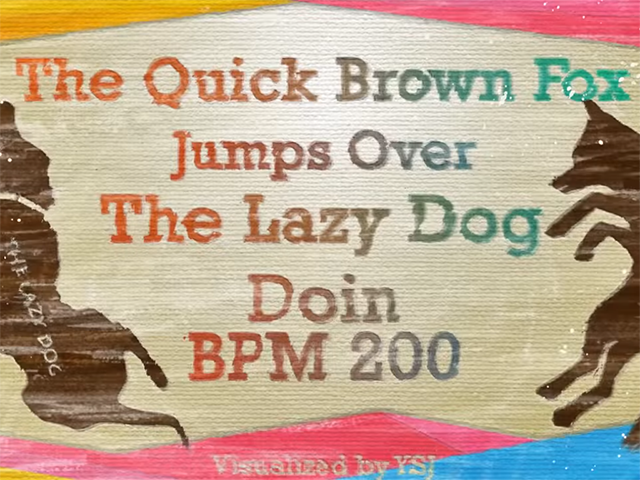 The Quick Brown Fox
Jumps Over
The Lazy Dog
Doin
BPM 200
THE LAZY DOG
Visualized by YSJ